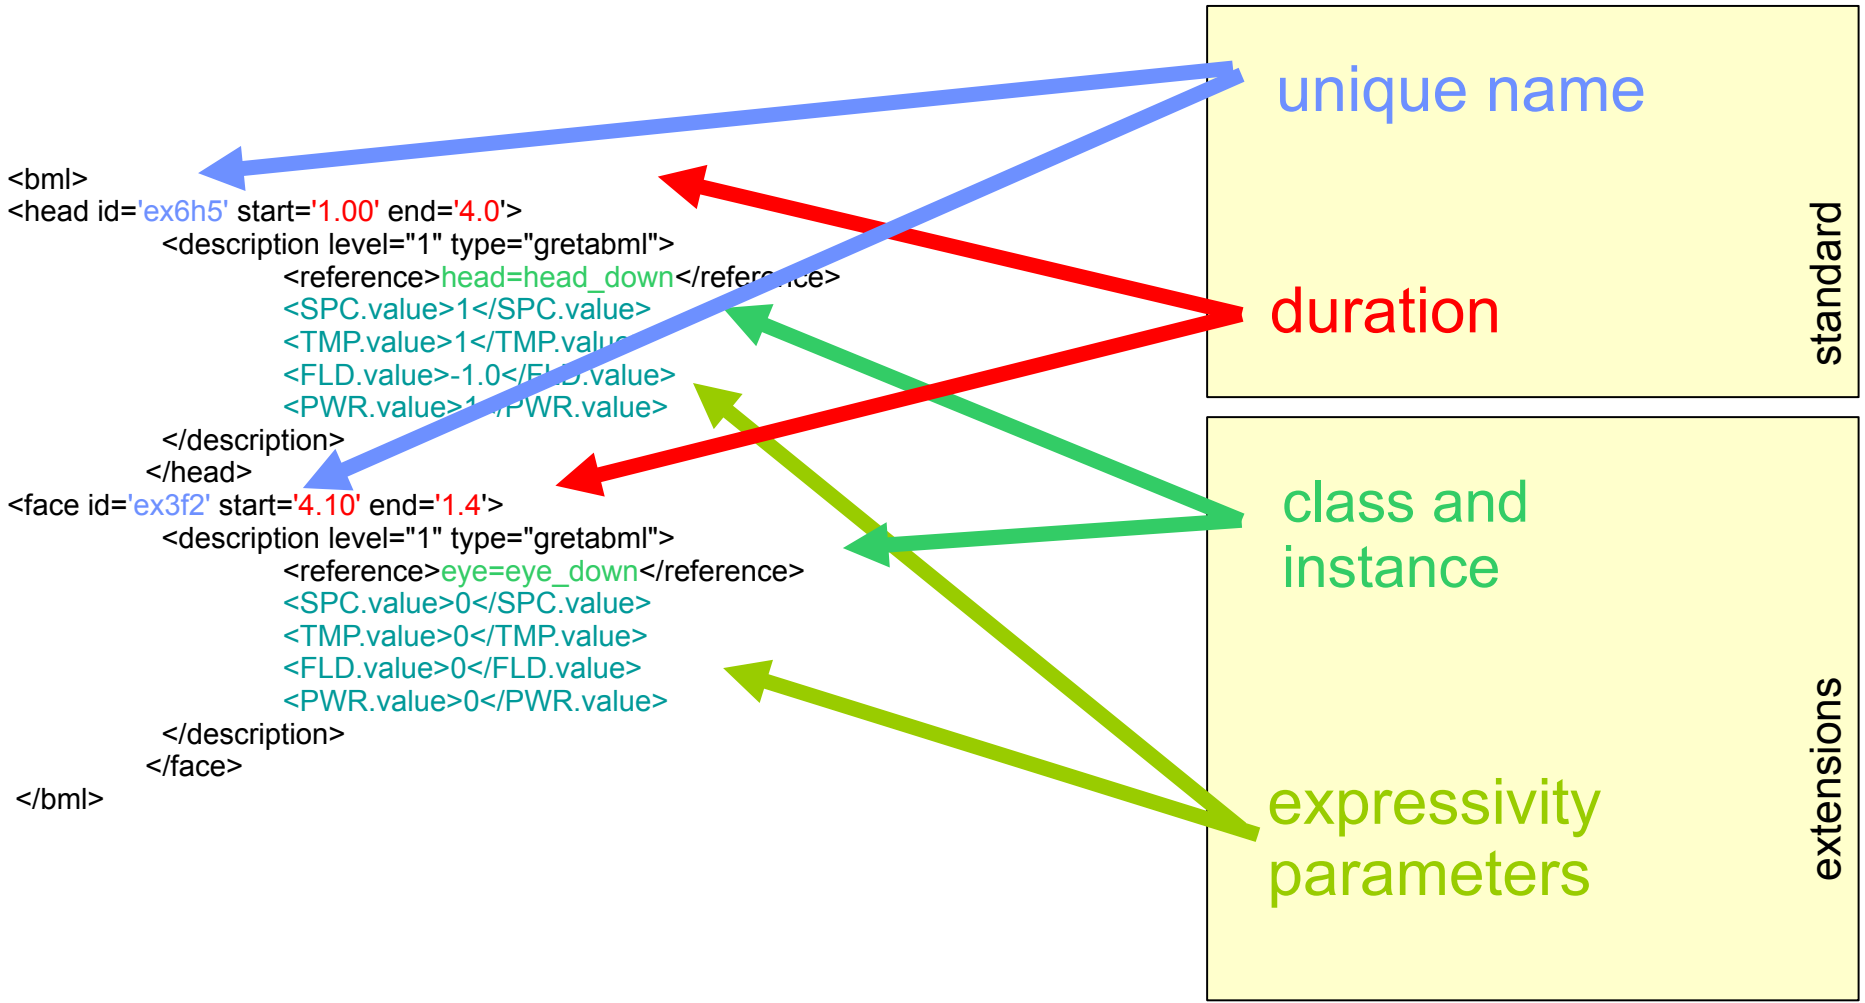 <bml>
<head id='ex6h5' start='1.00' end='4.0'>
<description level="1" type="gretabml">
<reference>head=head_down</reference>
<SPC.value>1</SPC.value>
<TMP.value>1</TMP.value>
<FLD.value>-1.0</FLD.value>
<PWR.value>1</PWR.value>
</description>
</head>
<face id='ex3f2' start='4.10' end='1.4'>
<description level="1" type="gretabml">
<reference>eye=eye_down</reference>
<SPC.value>0</SPC.value>
<TMP.value>0</TMP.value>
<FLD.value>0</FLD.value>
<PWR.value>0</PWR.value>
</description>
</face>
</bml>
unique name
duration
standard
class and
instance
expressivity
parameters
extensions